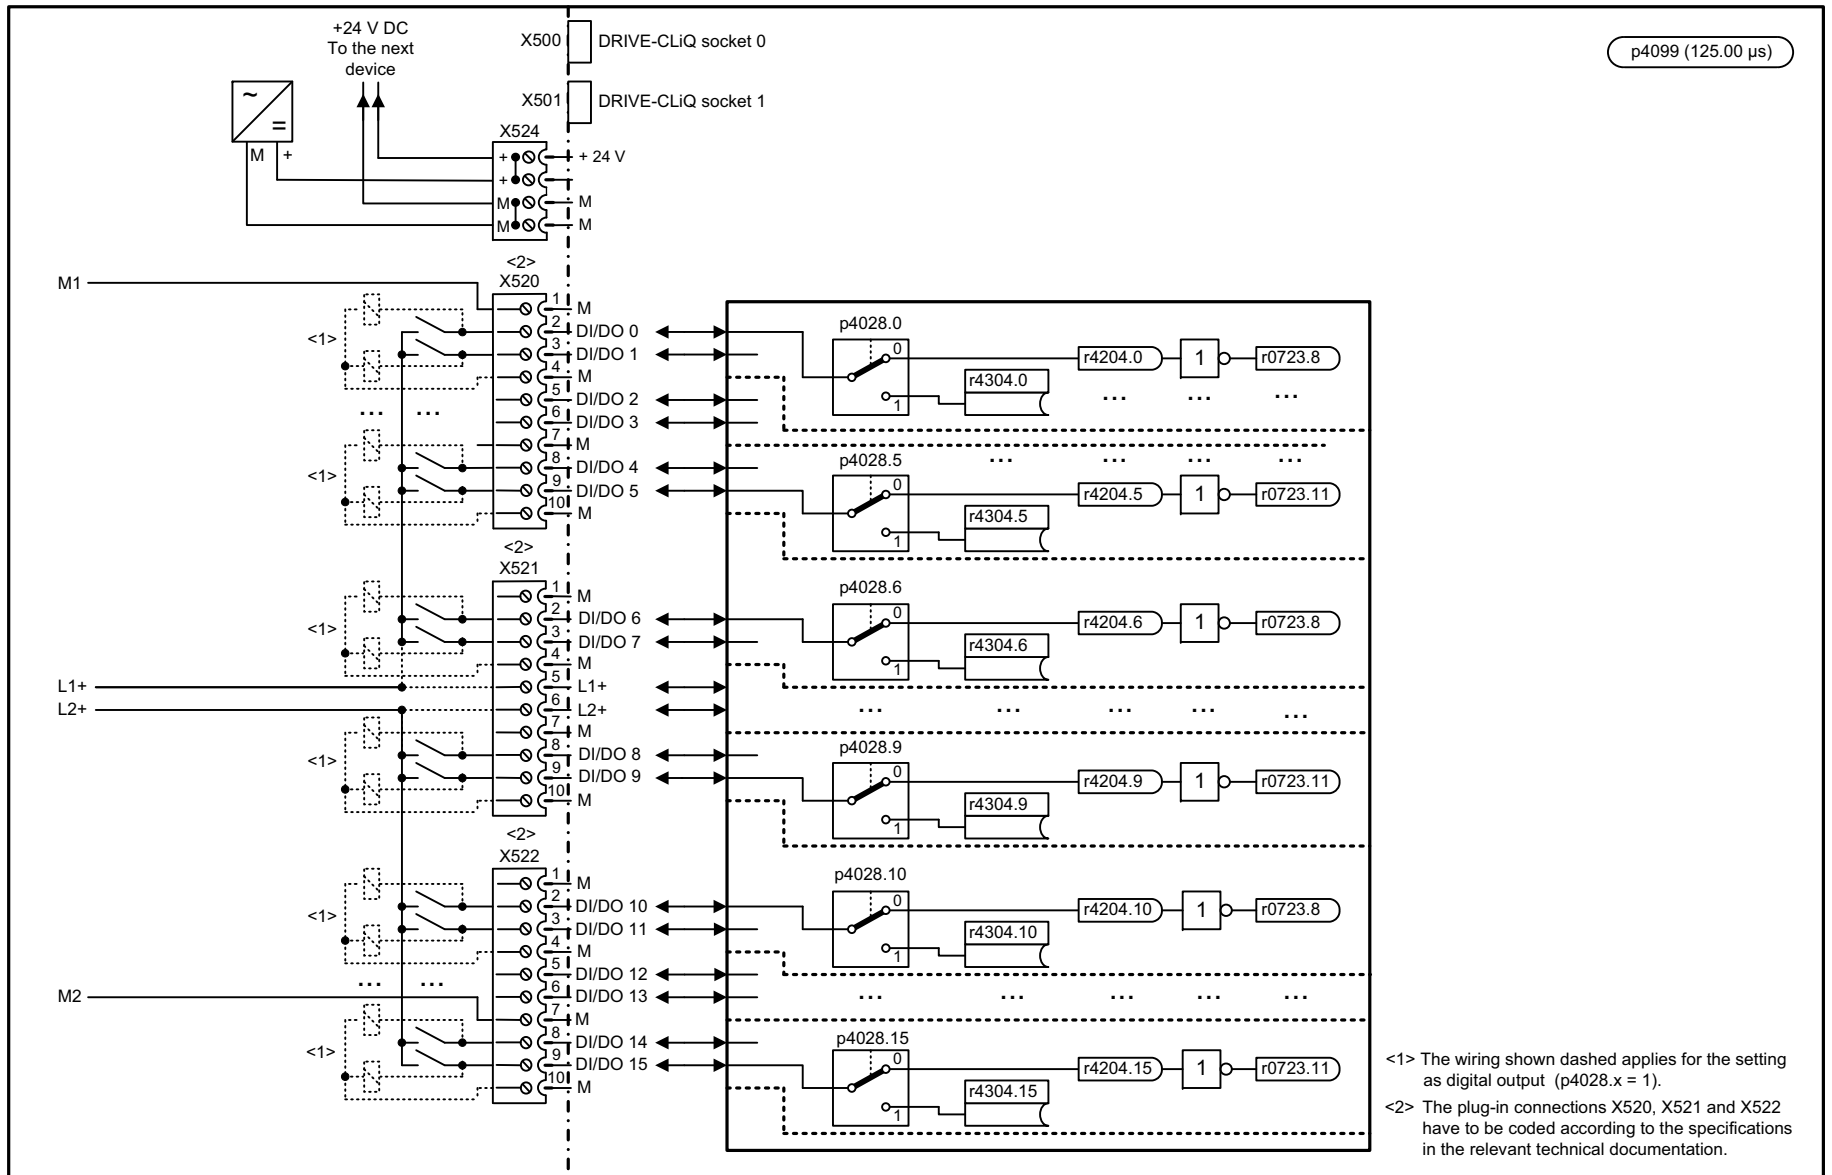 +24 V DC
To the next
device
X500 DRIVE-CLiQ socket 0
p4099 (125.00 µs)
X501 DRIVE-CLiQ socket 1
~
=
M +
X524
+ + 24 V
+
M M
M M
<2>
X520
M1
1 M
2 DI/DO 0
3 DI/DO 1
4 M
5 DI/DO 2
6 DI/DO 3
7 M
8 DI/DO 4
9 DI/DO 5
10 M
<1>
... ...
<1>
p4028.0
0
1
r4204.0 1 r0723.8
r4304.0
... ... ...
... ... ... ...
p4028.5
0
1
r4204.5 1 r0723.11
r4304.5
<2>
X521
1 M
2 DI/DO 6
3 DI/DO 7
4 M
5 L1+
6 L2+
7 M
8 DI/DO 8
9 DI/DO 9
10 M
<1>
L1+
L2+
<1>
p4028.6
0
1
r4204.6 1 r0723.8
r4304.6
... ... ... ... ...
p4028.9
0
1
r4204.9 1 r0723.11
r4304.9
<2>
X522
1 M
2 DI/DO 10
3 DI/DO 11
4 M
5 DI/DO 12
6 DI/DO 13
7 M
8 DI/DO 14
9 DI/DO 15
10 M
<1>
... ...
M2
<1>
p4028.10
0
1
r4204.10 1 r0723.8
r4304.10
... ... ... ... ...
p4028.15
0
1
r4204.15 1 r0723.11
r4304.15
<1> The wiring shown dashed applies for the setting
as digital output (p4028.x = 1).
<2> The plug-in connections X520, X521 and X522
have to be coded according to the specifications
in the relevant technical documentation.